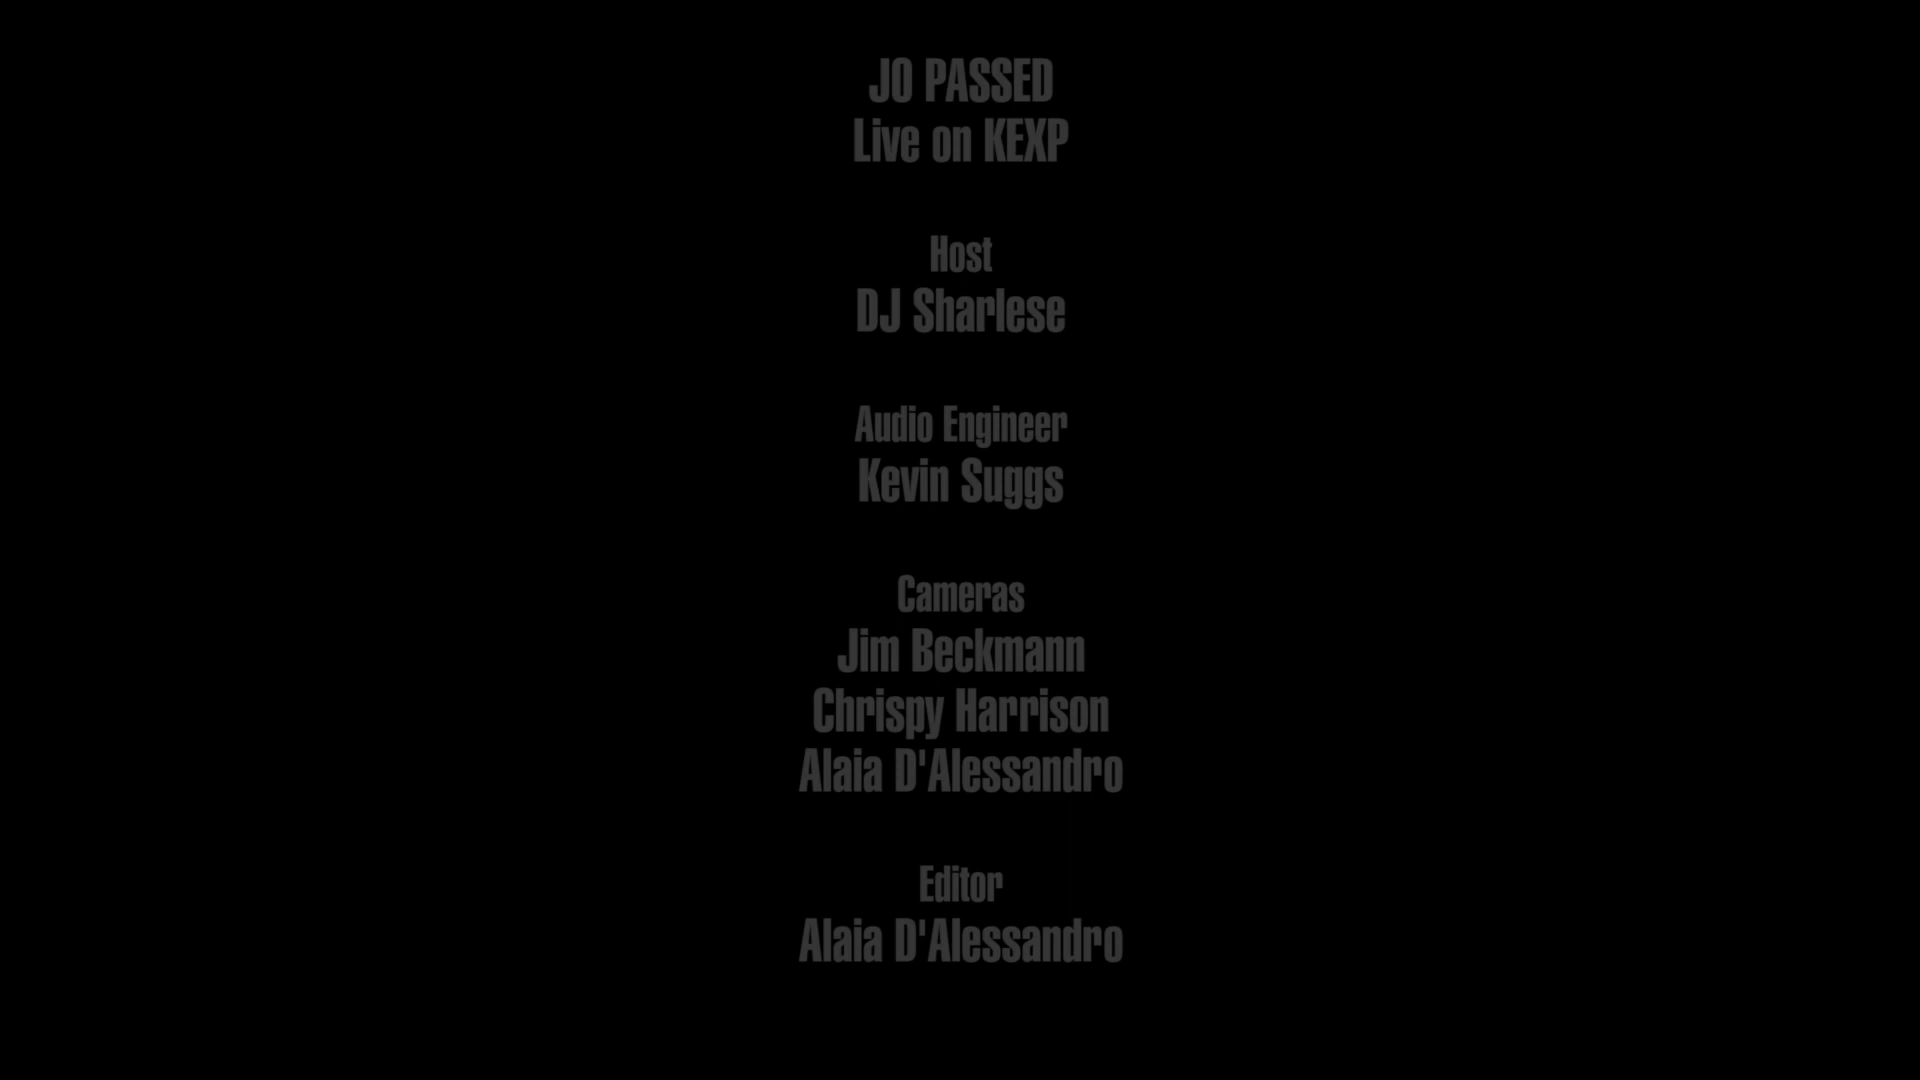 JO PASSED
Live on KEXP
Host
DJ Sharlese
Audio Engineer
Kevin Suggs
Cameras
Jim Beckmann
Chrispy Harrison
Alaia D'Alessandro
Editor
Alaia D'Alessandro